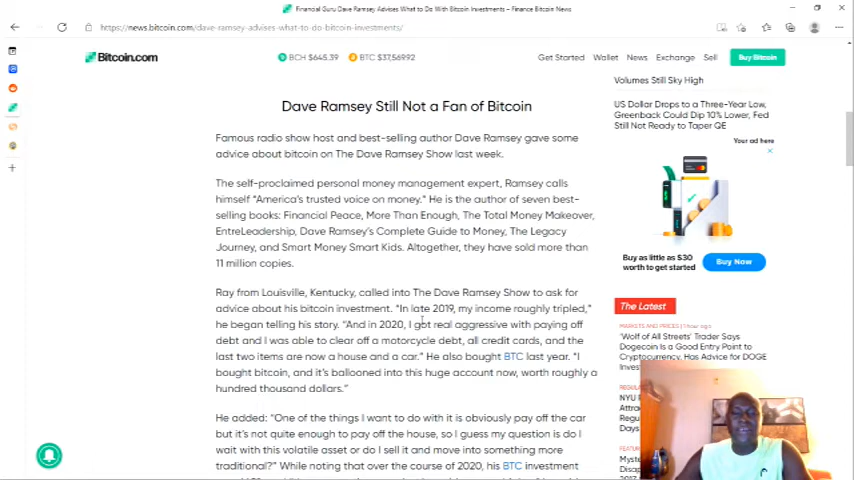 Financial Guru Dave Ramsey Advises What to Do With Bitcoin Investments – Finance Bitcoin News
https://news.bitcoin.com/dave-ramsey-advises-what-to-do-bitcoin-investments/
Bitcoin.com
BCH $645.39
BTC $37,569.92
Get Started
Wallet
News
Exchange
Sell
Buy Bitcoin
Dave Ramsey Still Not a Fan of Bitcoin
Famous radio show host and best-selling author Dave Ramsey gave some
advice about bitcoin on The Dave Ramsey Show last week.
The self-proclaimed personal money management expert, Ramsey calls
himself “America’s trusted voice on money.” He is the author of seven best-
selling books: Financial Peace, More Than Enough, The Total Money Makeover,
EntreLeadership, Dave Ramsey’s Complete Guide to Money, The Legacy
Journey, and Smart Money Smart Kids. Altogether, they have sold more than
11 million copies.
Ray from Louisville, Kentucky, called into The Dave Ramsey Show to ask for
advice about his bitcoin investment. “In late 2019, my income roughly tripled,”
he began telling his story. “And in 2020, I got real aggressive with paying off
debt and I was able to clear off a motorcycle debt, all credit cards, and the
last two items are now a house and a car.” He also bought BTC last year. “I
bought bitcoin, and it’s ballooned into this huge account now, worth roughly a
hundred thousand dollars.”
He added: “One of the things I want to do with it is obviously pay off the car
but it’s not quite enough to pay off the house, so I guess my question is do I
wait with this volatile asset or do I sell it and move into something more
traditional?” While noting that over the course of 2020, his BTC investment
Volumes Still Sky High
US Dollar Drops to a Three-Year Low,
Greenback Could Dip 10% Lower, Fed
Still Not Ready to Taper QE
Your ad here
Buy as little as $30
worth to get started
Buy Now
The Latest
MARKETS AND PRICES | 1 hour ago
'Wolf of All Streets' Trader Says
Dogecoin Is a Good Entry Point to
Cryptocurrency, Has Advice for DOGE
NYU
Attrac
Regu
Days
Myste
Disap